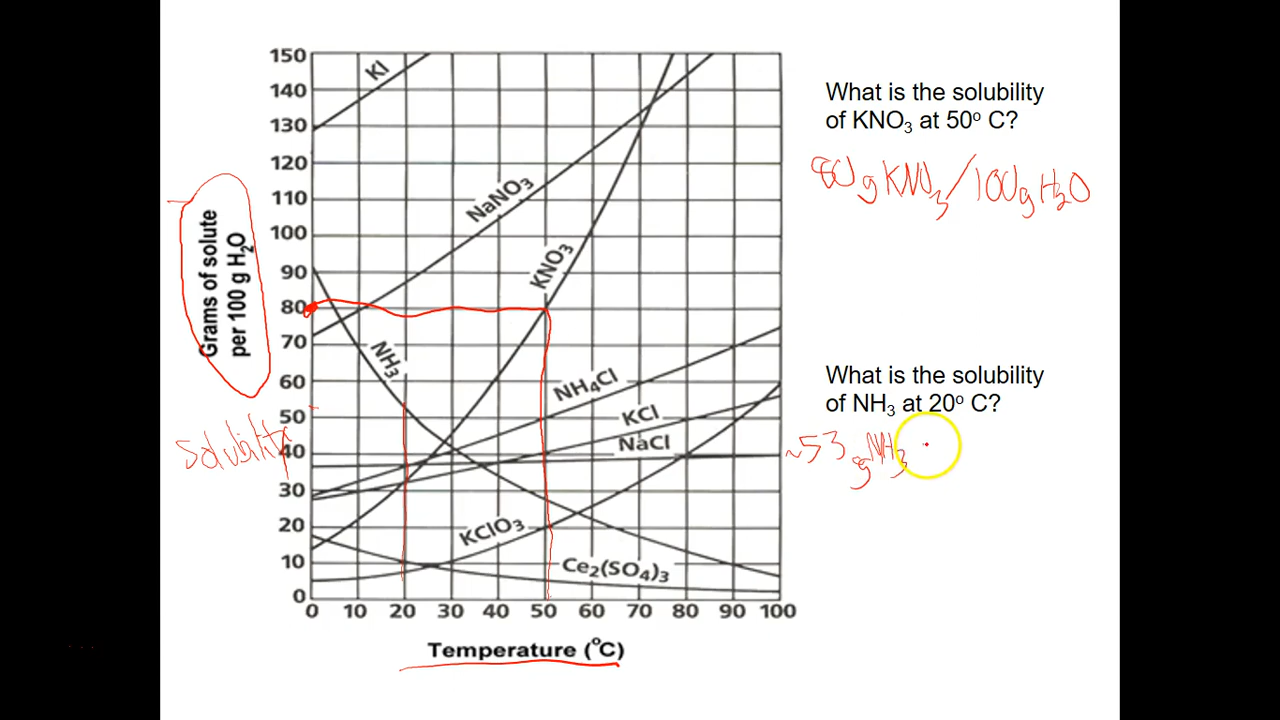 150
140
130
120
110
100
90
80
70
60
50
40
30
20
10
0
0 10 20 30 40 50 60 70 80 90 100
Temperature (°C)
Grams of solute
per 100 g H₂O
Solubility
KI
NaNO₃
KNO₃
NH₃
NH₄Cl
KCl
NaCl
KClO₃
Ce₂(SO₄)₃
What is the solubility
of KNO₃ at 50° C?
80 g KNO₃/100g H₂O
What is the solubility
of NH₃ at 20° C?
~53 g NH₃